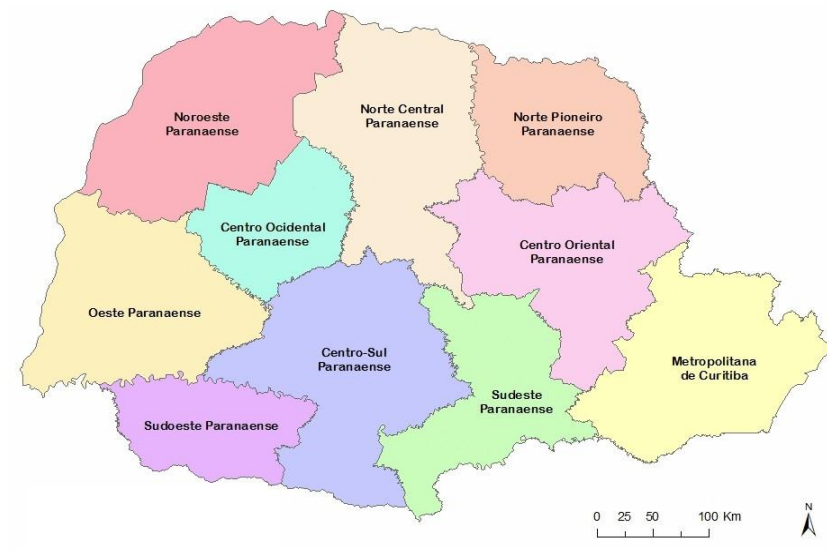 Noroeste
Paranaense
Norte Central
Paranaense
Norte Pioneiro
Paranaense
Centro Ocidental
Paranaense
Centro Oriental
Paranaense
Oeste Paranaense
Centro-Sul
Paranaense
Metropolitana
de Curitiba
Sudeste
Paranaense
Sudoeste Paranaense
0 25 50 100 Km
N